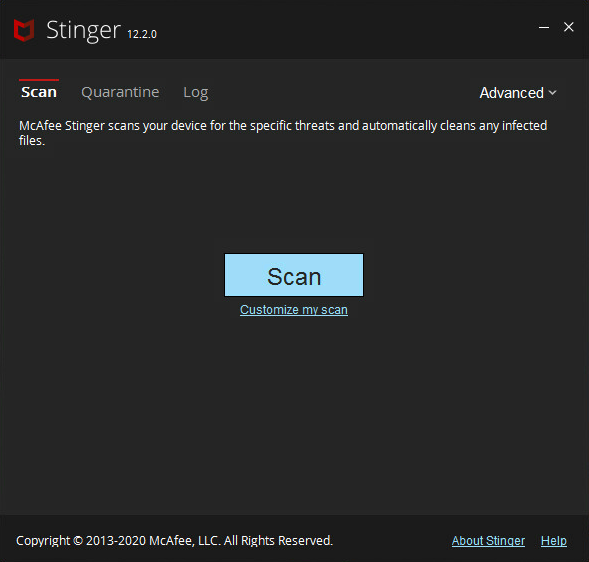 Stinger 12.2.0
Scan Quarantine Log Advanced
McAfee Stinger scans your device for the specific threats and automatically cleans any infected
files.
Scan
Customize my scan
Copyright © 2013-2020 McAfee, LLC. All Rights Reserved. About Stinger Help